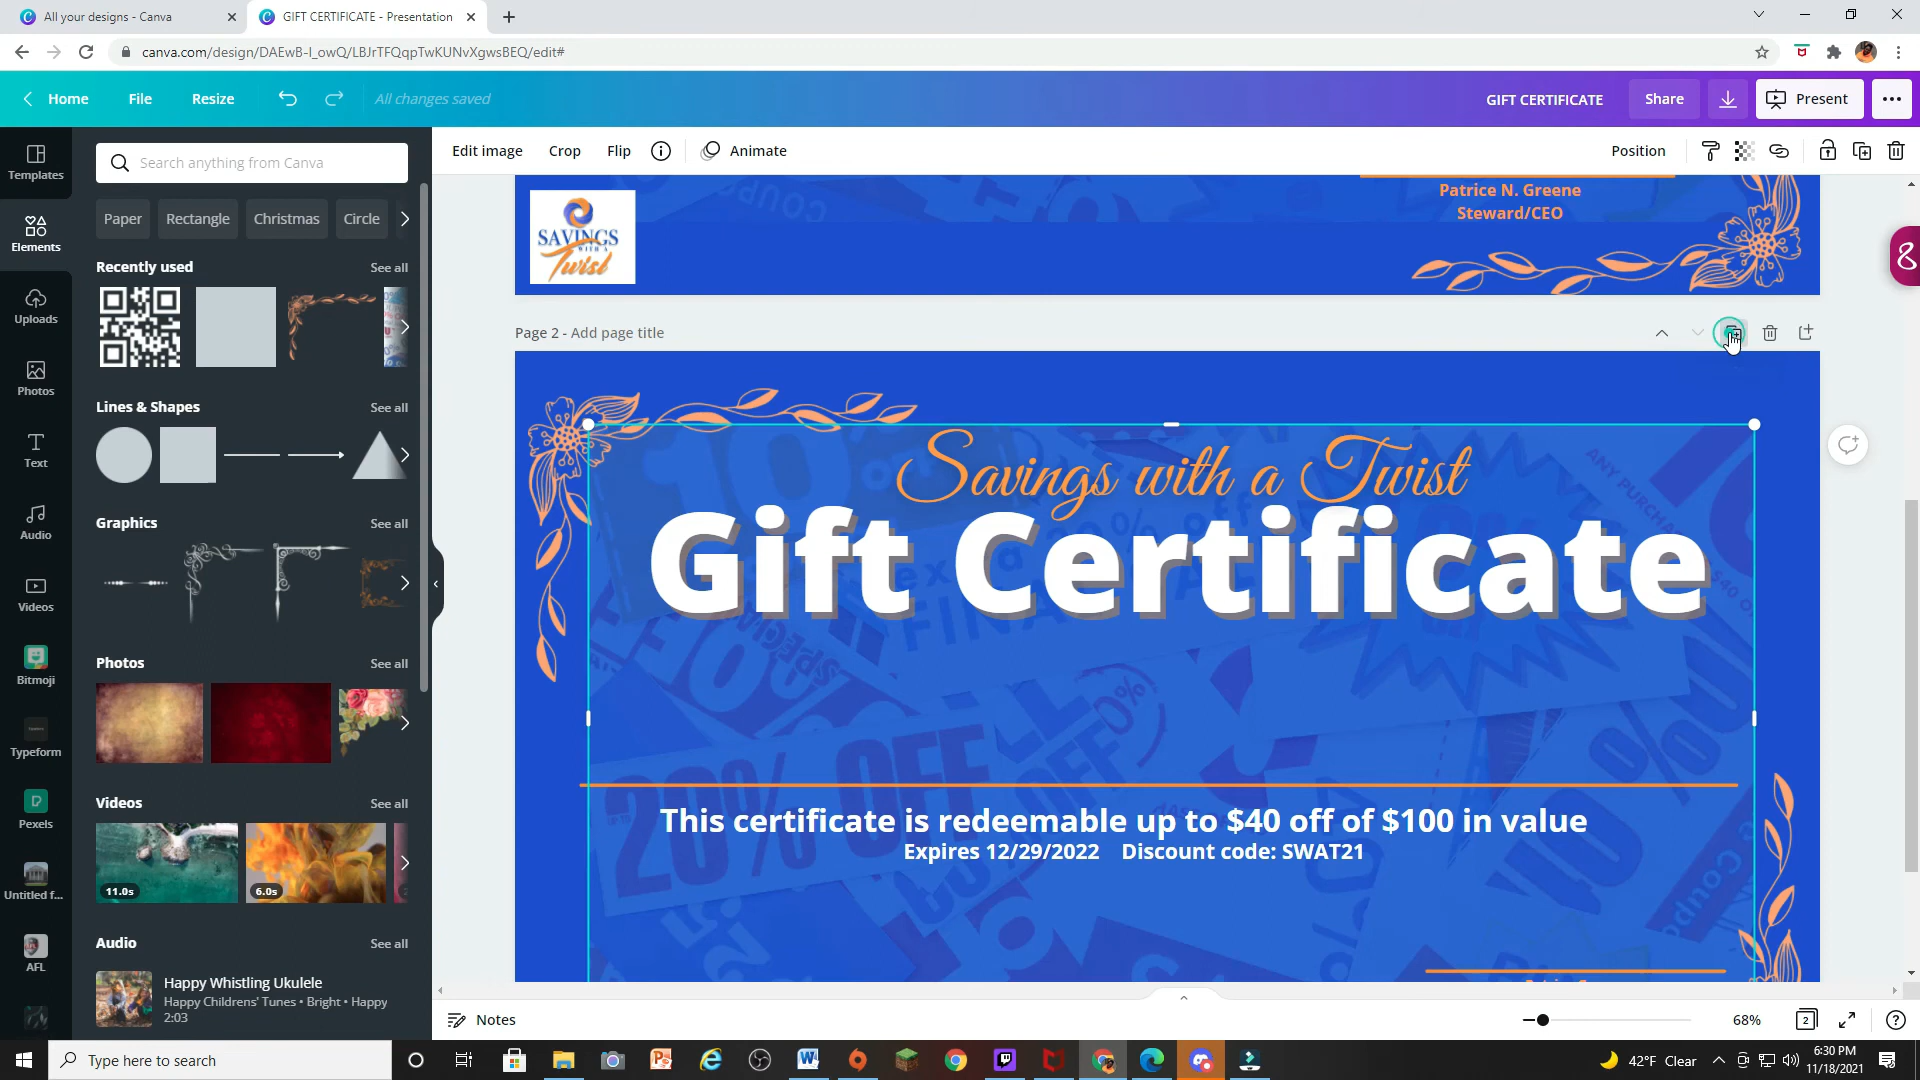 All your designs - Canva
GIFT CERTIFICATE - Presentation
canva.com/design/DAEwB-I_owQ/LBJrTFQqpTwKUNvXgwsBEQ/edit#
Home
File
Resize
All changes saved
GIFT CERTIFICATE
Share
Present
Templates
Elements
Uploads
Photos
Text
Audio
Videos
Bitmoji
Typeform
Pexels
Untitled f...
AFL
Search anything from Canva
Paper
Rectangle
Christmas
Circle
Recently used
See all
Lines & Shapes
See all
Graphics
See all
Photos
See all
Videos
See all
11.0s
6.0s
Audio
See all
Happy Whistling Ukulele
Happy Childrens' Tunes • Bright • Happy
2:03
Edit image
Crop
Flip
Animate
Position
SAVINGS
WITH A
Twist
Patrice N. Greene
Steward/CEO
Page 2 - Add page title
Savings with a Twist
Gift Certificate
20% OFF
ANY PURCHA
This certificate is redeemable up to $40 off of $100 in value
Expires 12/29/2022 Discount code: SWAT21
Notes
68%
2
Type here to search
42°F Clear
6:30 PM
11/18/2021